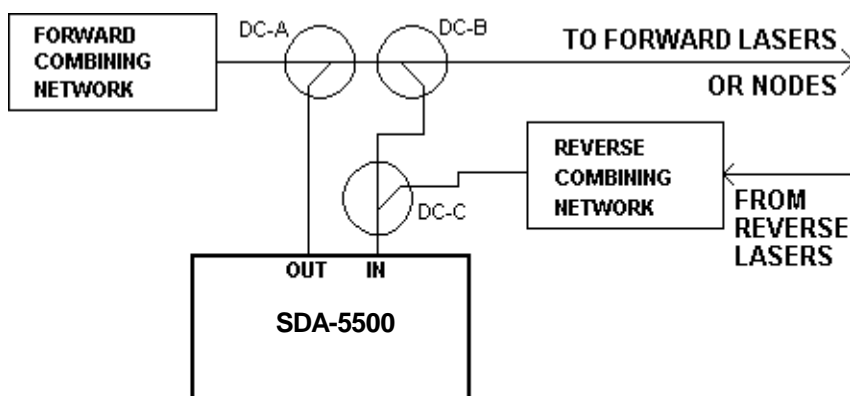 FORWARD
COMBINING
NETWORK
DC-A
DC-B
TO FORWARD LASERS
OR NODES
REVERSE
COMBINING
NETWORK
FROM
REVERSE
LASERS
DC-C
OUT
IN
SDA-5500